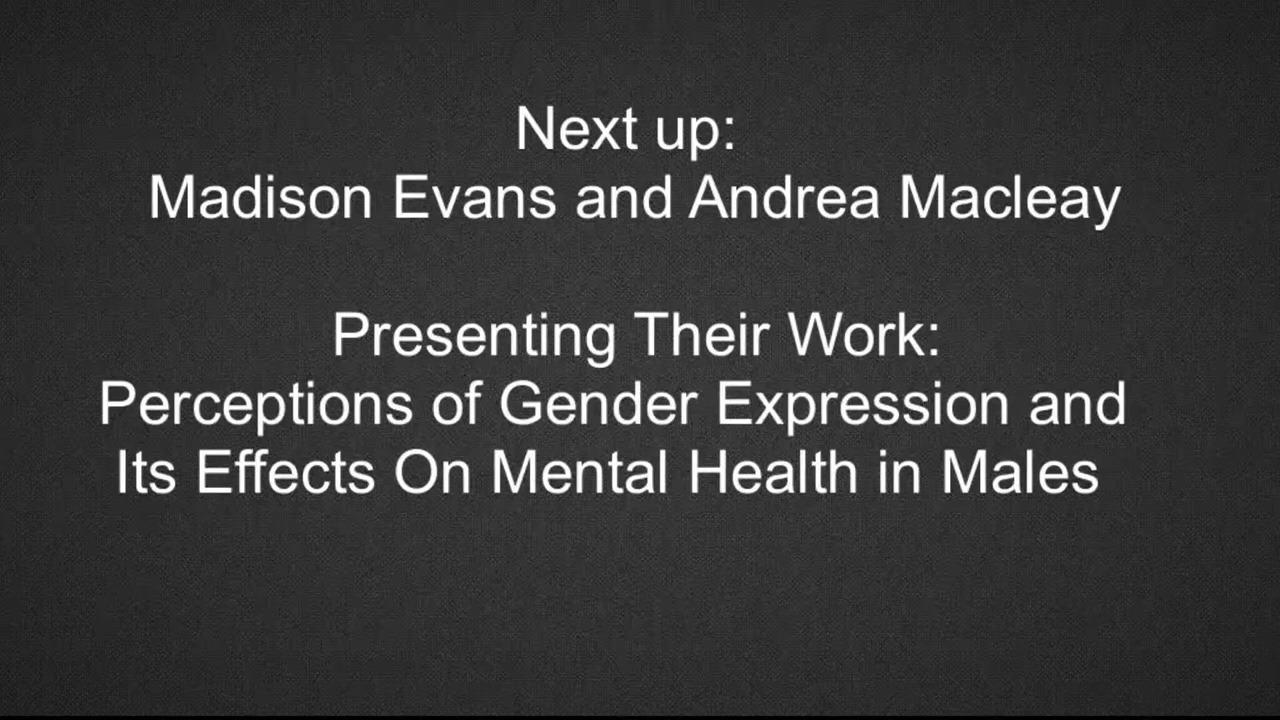 Next up:
Madison Evans and Andrea Macleay
Presenting Their Work:
Perceptions of Gender Expression and
Its Effects On Mental Health in Males